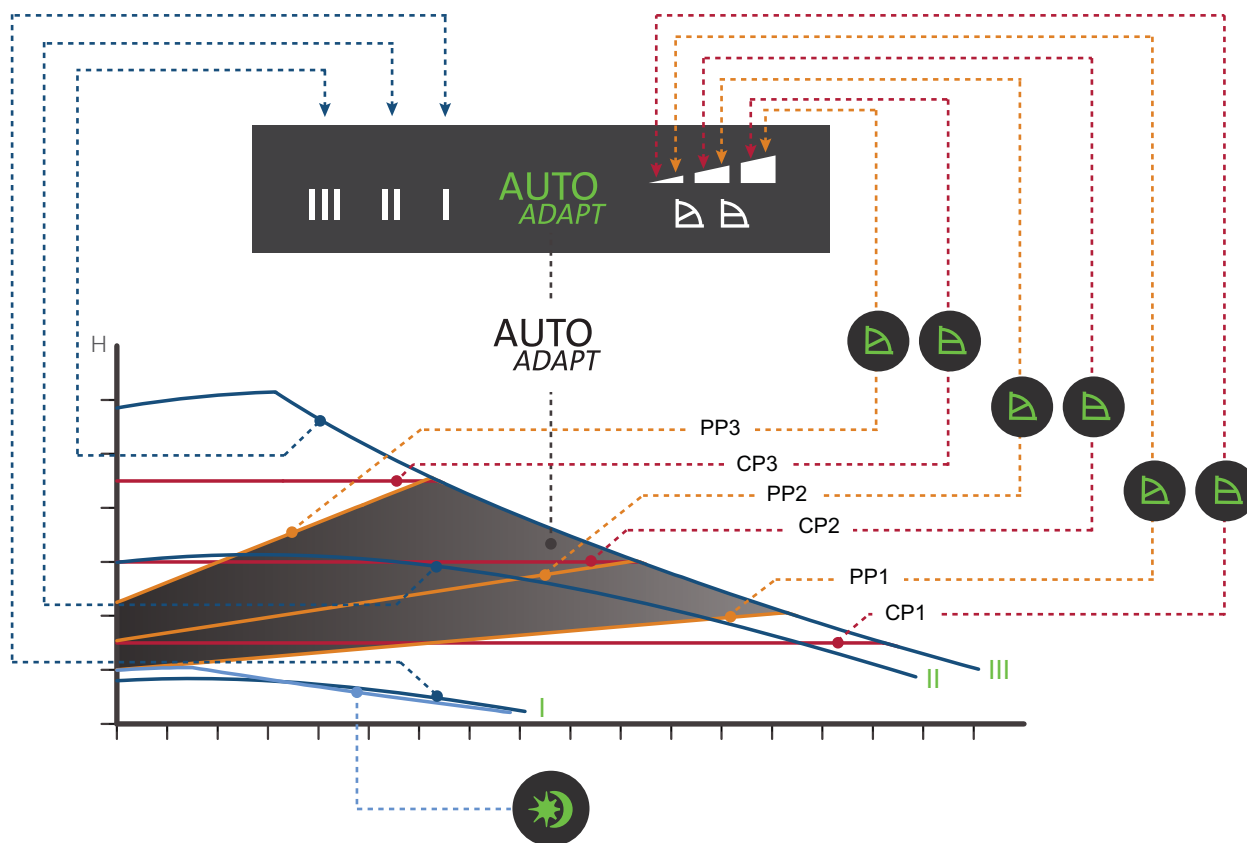 III II I AUTO
ADAPT
AUTO
ADAPT
H
PP3
CP3
PP2
CP2
PP1
CP1
III
II
I